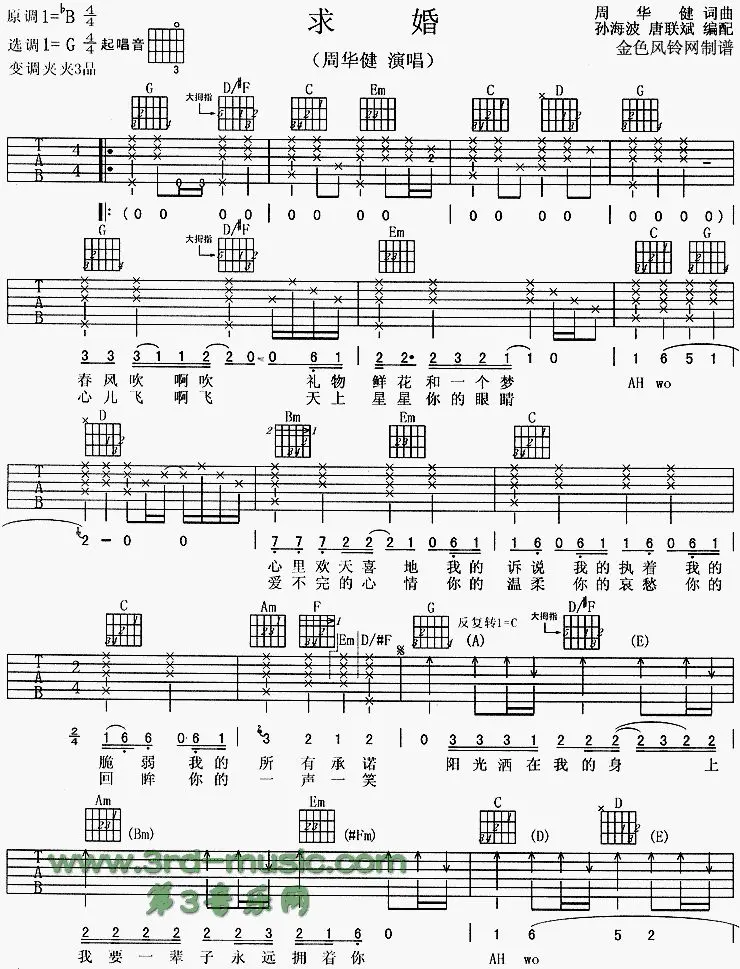 原调1=♭B 4/4 求 婚 周 华 健 词曲
选调1=G 4/4 起唱音 孙海波 唐联斌 编配
变调夹夹3品 (周华健 演唱) 金色风铃网制谱
G 大拇指 D/#F C Em C D G
T A B 4/4
‖: (0 0 0 0 | 0 0 0 0 | 0 0 0 0 | 0 0 0 0)
G 大拇指 D/#F Em C G
T A B
3 3 3 1 1 2 2 0 0 6 1 | 2 2· 2 3 2 1 1 0 | 1 6 5 1
春 风 吹 啊 吹 礼 物 鲜 花 和 一 个 梦 AH wo
心 儿 飞 啊 飞 天 上 星 星 你 的 眼 睛
D Bm Em C
T A B
2 - 0 0 | 7 7 7 2 2 2 1 0 6 1 | 1 6 0 6 1 1 6 0 6 1
心 里 欢 天 喜 地 我 的 诉 说 我 的 执 着 我 的
爱 不 完 的 心 情 你 的 温 柔 你 的 哀 愁 你 的
C Am F Em D/#F G 反复转1=C (A) 大拇指 D/#F (E)
T A B 2/4
2/4 1 6 6 0·6 1 | 3 2 1 2 | 0 3 3 3 1 2 2 2 3 2 2
脆 弱 我 的 所 有 承 诺 阳 光 洒 在 我 的 身 上
回 眸 你 的 一 声 一 笑
Am (Bm) Em (#Fm) C (D) D (E)
T A B
www.3rd-music.com
第3音乐网
2 2 2 2 2 2 2 1 6 0 | 1 6 5 2
我 要 一 辈 子 永 远 拥 着 你 AH wo